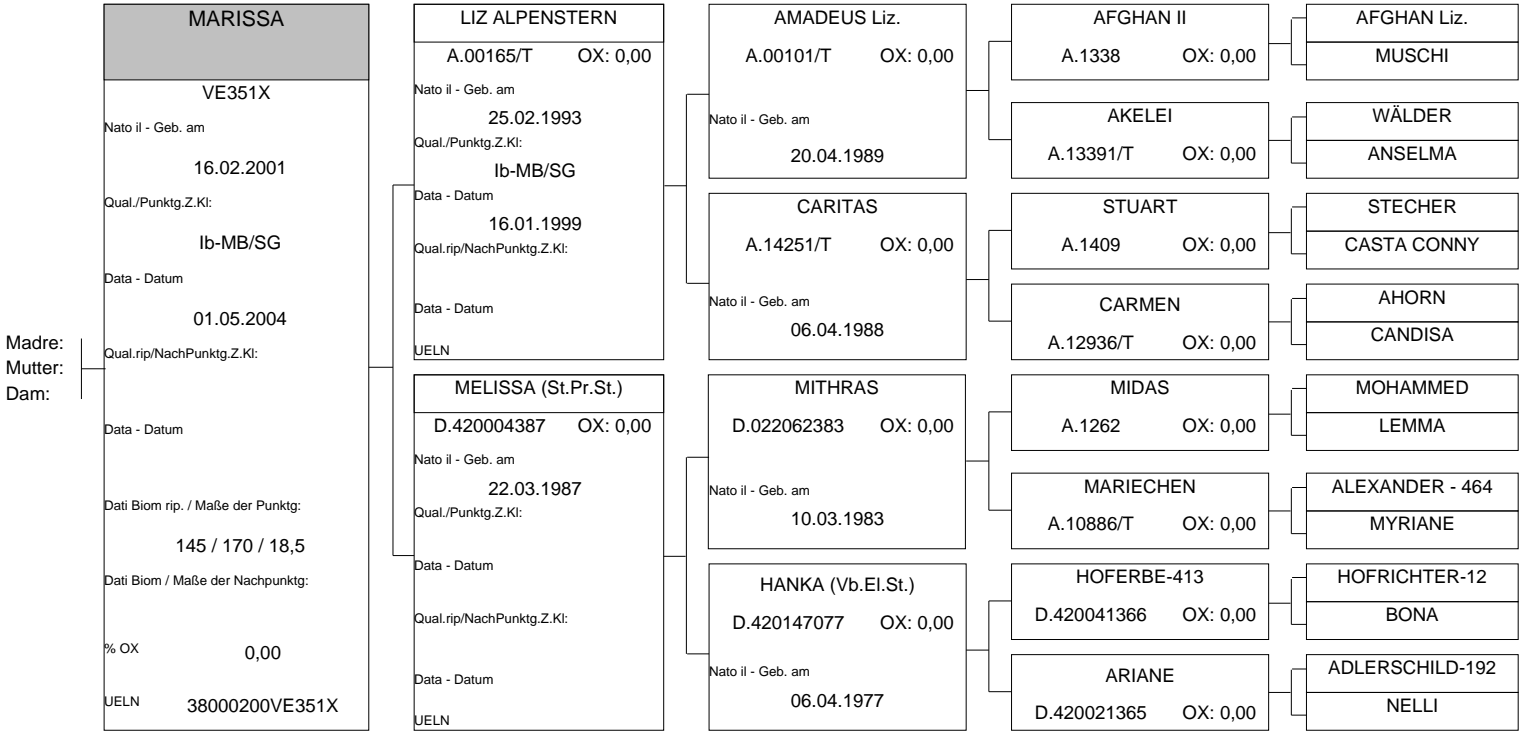 Madre:
Mutter:
Dam:
MARISSA
VE351X
Nato il - Geb. am
16.02.2001
Qual./Punktg.Z.Kl:
Ib-MB/SG
Data - Datum
01.05.2004
Qual.rip/NachPunktg.Z.Kl:
Data - Datum
Dati Biom rip. / Maße der Punktg:
145 / 170 / 18,5
Dati Biom / Maße der Nachpunktg:
% OX 0,00
UELN 38000200VE351X
LIZ ALPENSTERN
A.00165/T OX: 0,00
Nato il - Geb. am
25.02.1993
Qual./Punktg.Z.Kl:
Ib-MB/SG
Data - Datum
16.01.1999
Qual.rip/NachPunktg.Z.Kl:
Data - Datum
UELN
MELISSA (St.Pr.St.)
D.420004387 OX: 0,00
Nato il - Geb. am
22.03.1987
Qual./Punktg.Z.Kl:
Data - Datum
Qual.rip/NachPunktg.Z.Kl:
Data - Datum
UELN
AMADEUS Liz.
A.00101/T OX: 0,00
Nato il - Geb. am
20.04.1989
CARITAS
A.14251/T OX: 0,00
Nato il - Geb. am
06.04.1988
MITHRAS
D.022062383 OX: 0,00
Nato il - Geb. am
10.03.1983
HANKA (Vb.El.St.)
D.420147077 OX: 0,00
Nato il - Geb. am
06.04.1977
AFGHAN II
A.1338 OX: 0,00
AKELEI
A.13391/T OX: 0,00
STUART
A.1409 OX: 0,00
CARMEN
A.12936/T OX: 0,00
MIDAS
A.1262 OX: 0,00
MARIECHEN
A.10886/T OX: 0,00
HOFERBE-413
D.420041366 OX: 0,00
ARIANE
D.420021365 OX: 0,00
AFGHAN Liz.
MUSCHI
WÄLDER
ANSELMA
STECHER
CASTA CONNY
AHORN
CANDISA
MOHAMMED
LEMMA
ALEXANDER - 464
MYRIANE
HOFRICHTER-12
BONA
ADLERSCHILD-192
NELLI